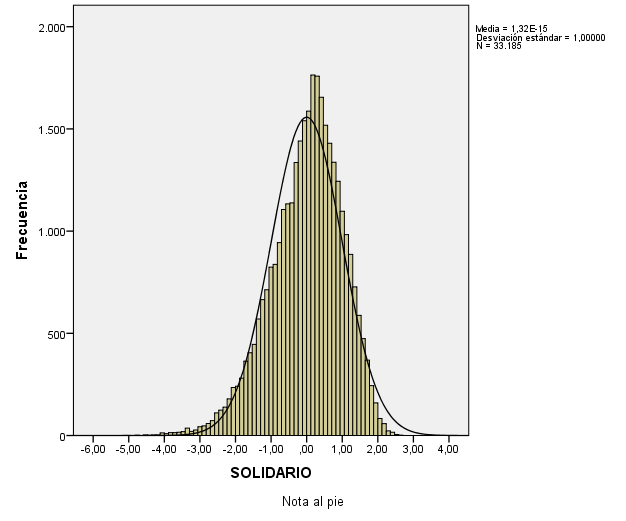 2.000
1.500
1.000
500
0
Frecuencia
-6,00 -5,00 -4,00 -3,00 -2,00 -1,00 ,00 1,00 2,00 3,00 4,00
SOLIDARIO
Nota al pie
Media = 1,32E-15
Desviación estándar = 1,00000
N = 33.185